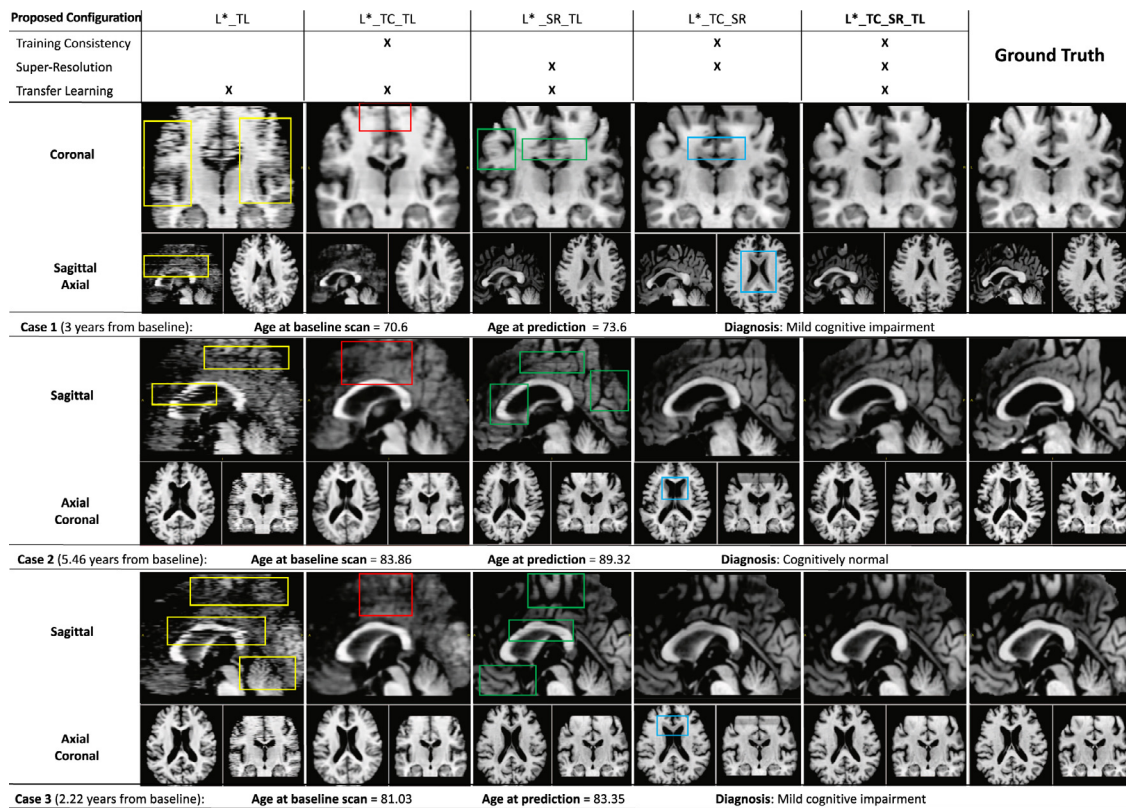 Proposed Configuration L*_TL L*_TC_TL L*_SR_TL L*_TC_SR L*_TC_SR_TL Ground Truth
Training Consistency X X X
Super-Resolution X X X
Transfer Learning X X X X
Coronal
Sagittal
Axial
Case 1 (3 years from baseline): Age at baseline scan = 70.6 Age at prediction = 73.6 Diagnosis: Mild cognitive impairment
Sagittal
Axial
Coronal
Case 2 (5.46 years from baseline): Age at baseline scan = 83.86 Age at prediction = 89.32 Diagnosis: Cognitively normal
Sagittal
Axial
Coronal
Case 3 (2.22 years from baseline): Age at baseline scan = 81.03 Age at prediction = 83.35 Diagnosis: Mild cognitive impairment